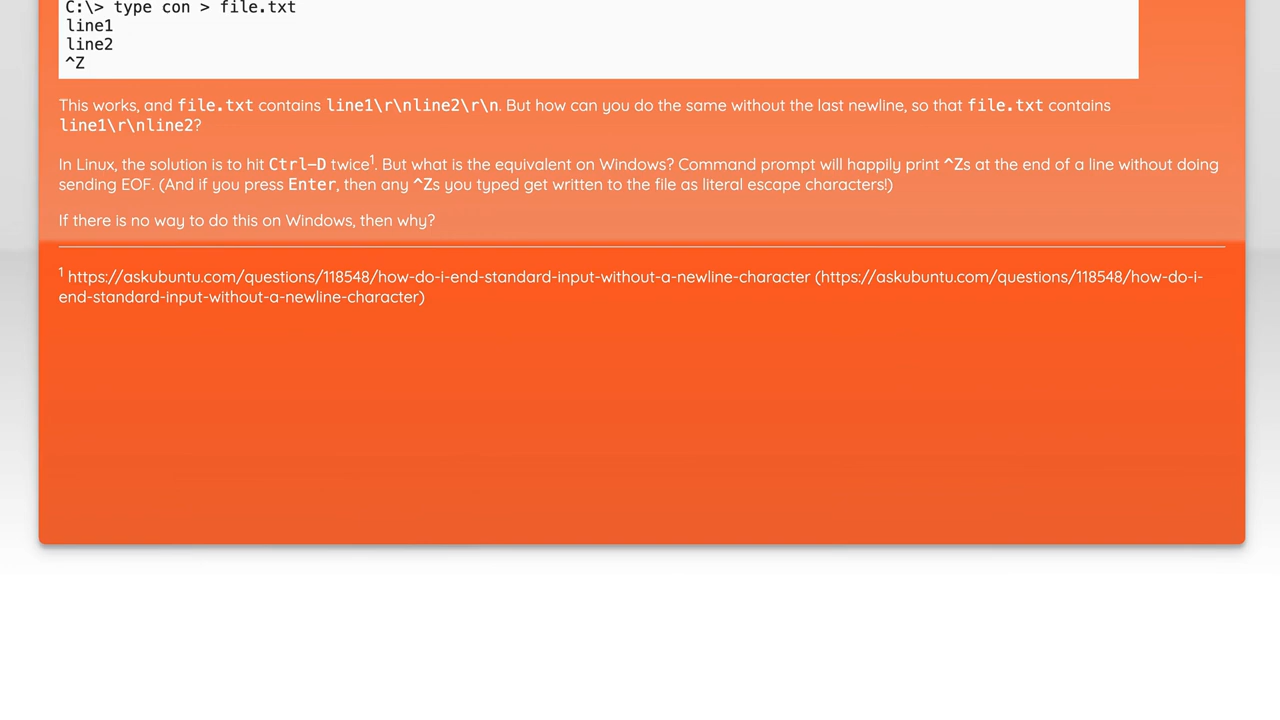 C:\> type con > file.txt
line1
line2
^Z
This works, and file.txt contains line1\r\nline2\r\n. But how can you do the same without the last newline, so that file.txt contains
line1\r\nline2?
In Linux, the solution is to hit Ctrl-D twice1. But what is the equivalent on Windows? Command prompt will happily print ^Zs at the end of a line without doing
sending EOF. (And if you press Enter, then any ^Zs you typed get written to the file as literal escape characters!)
If there is no way to do this on Windows, then why?
1 https://askubuntu.com/questions/118548/how-do-i-end-standard-input-without-a-newline-character (https://askubuntu.com/questions/118548/how-do-i-
end-standard-input-without-a-newline-character)